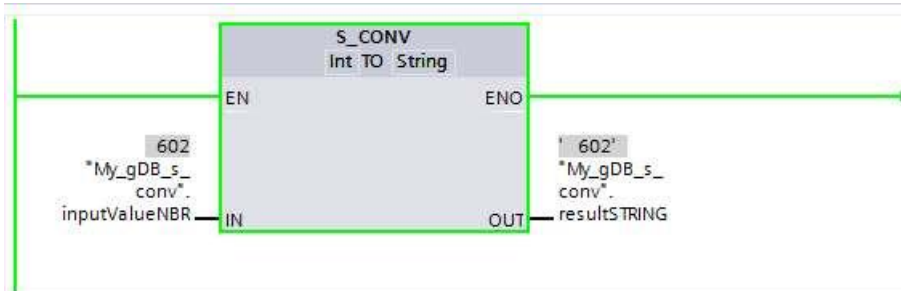 S_CONV
Int TO String
EN ENO
602 ' 602'
"My_gDB_s_ "My_gDB_s_
conv". conv".
inputValueNBR IN OUT resultSTRING